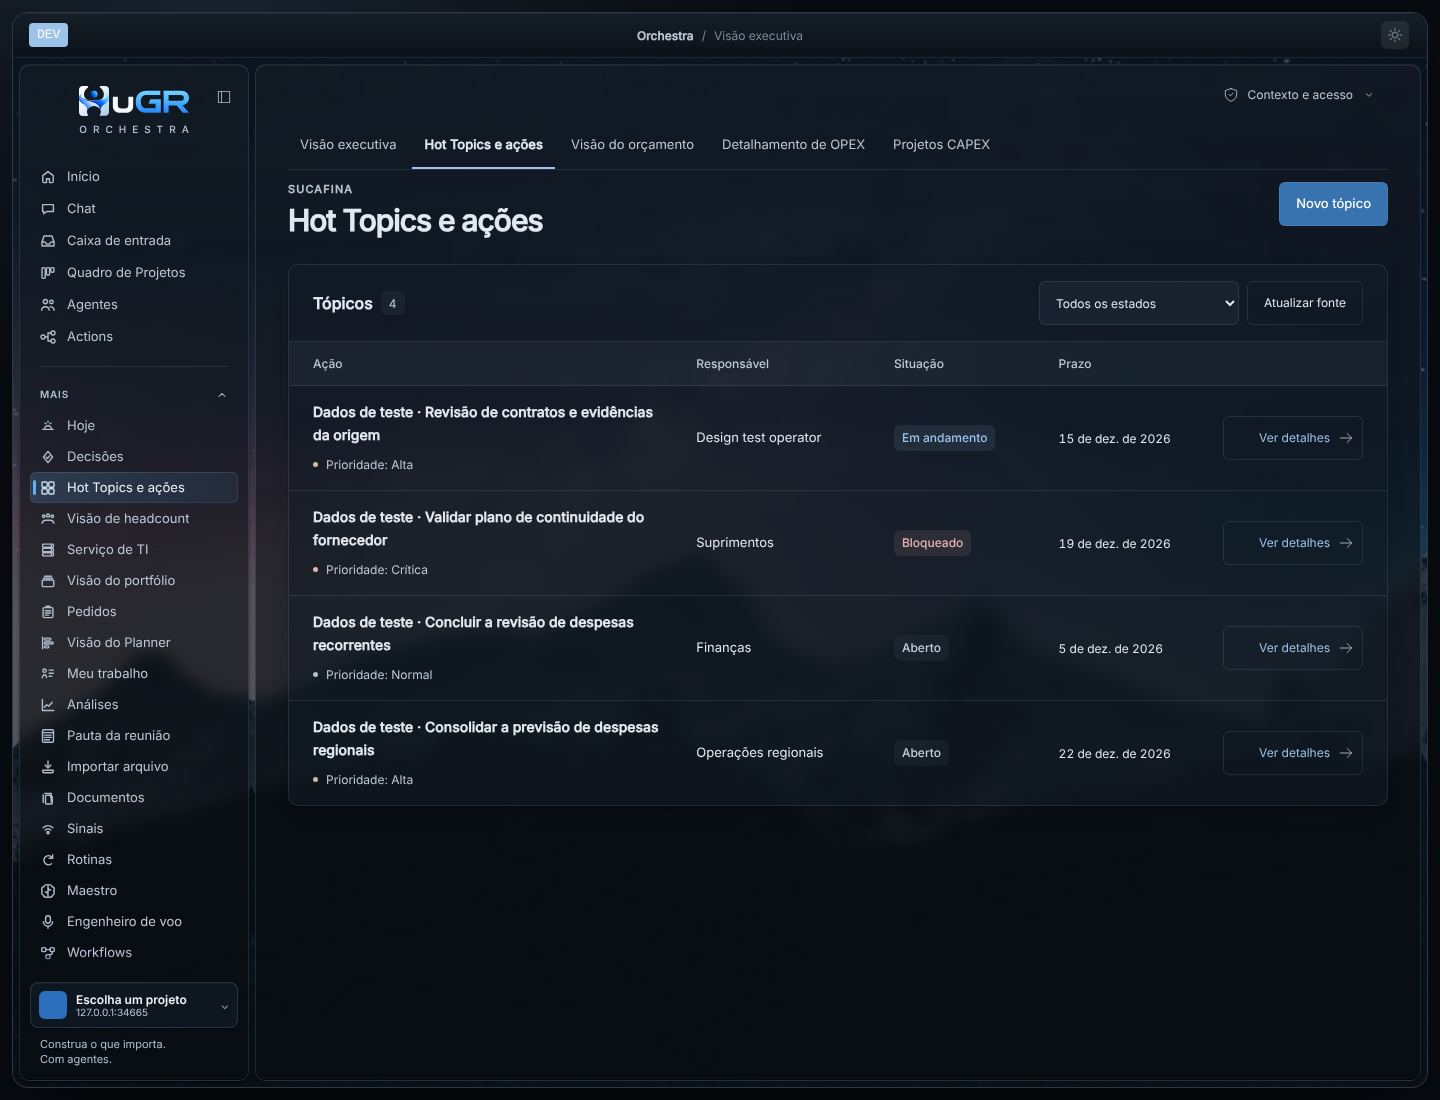 DEV
Orchestra / Visão executiva
HuGR
ORCHESTRA
Início
Chat
Caixa de entrada
Quadro de Projetos
Agentes
Actions
MAIS
Hoje
Decisões
Hot Topics e ações
Visão de headcount
Serviço de TI
Visão do portfólio
Pedidos
Visão do Planner
Meu trabalho
Análises
Pauta da reunião
Importar arquivo
Documentos
Sinais
Rotinas
Maestro
Engenheiro de voo
Workflows
Escolha um projeto
127.0.0.1:34665
Construa o que importa.
Com agentes.
Contexto e acesso
Visão executiva Hot Topics e ações Visão do orçamento Detalhamento de OPEX Projetos CAPEX
SUCAFINA
Hot Topics e ações
Novo tópico
Tópicos 4
Todos os estados
Atualizar fonte
Ação Responsável Situação Prazo
Dados de teste · Revisão de contratos e evidências
da origem
Prioridade: Alta
Design test operator
Em andamento
15 de dez. de 2026
Ver detalhes
Dados de teste · Validar plano de continuidade do
fornecedor
Prioridade: Crítica
Suprimentos
Bloqueado
19 de dez. de 2026
Ver detalhes
Dados de teste · Concluir a revisão de despesas
recorrentes
Prioridade: Normal
Finanças
Aberto
5 de dez. de 2026
Ver detalhes
Dados de teste · Consolidar a previsão de despesas
regionais
Prioridade: Alta
Operações regionais
Aberto
22 de dez. de 2026
Ver detalhes